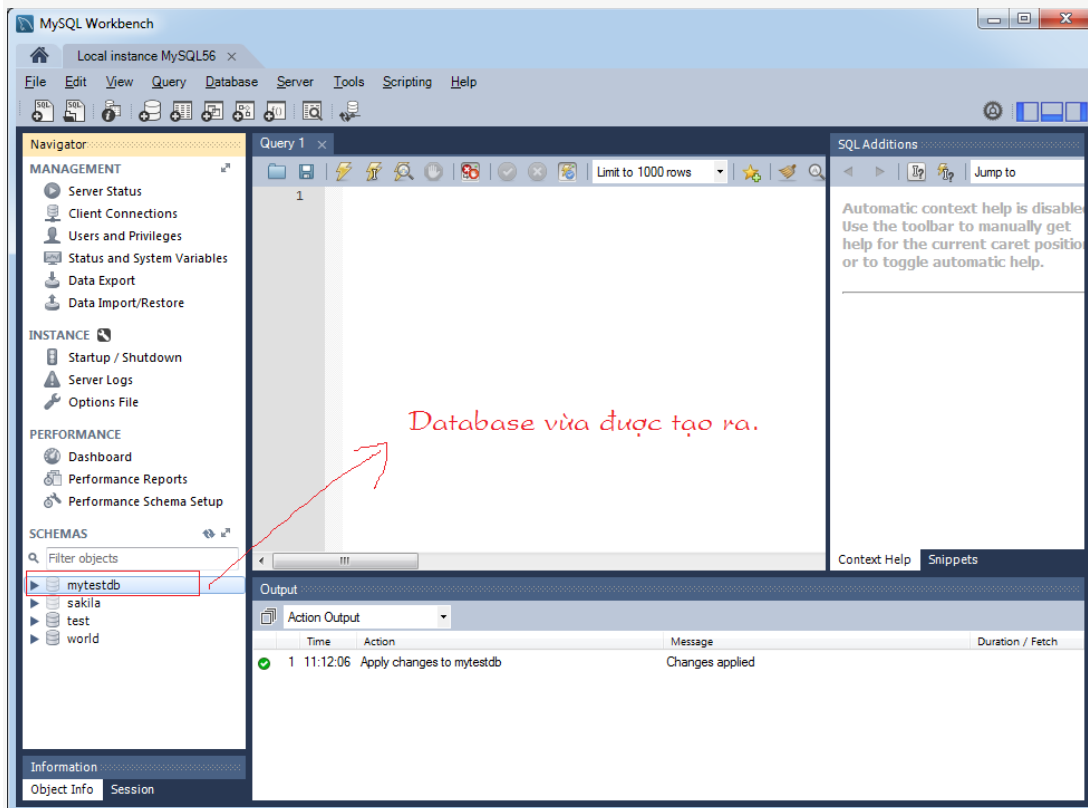 MySQL Workbench
Local instance MySQL56
File Edit View Query Database Server Tools Scripting Help
Navigator
MANAGEMENT
Server Status
Client Connections
Users and Privileges
Status and System Variables
Data Export
Data Import/Restore
INSTANCE
Startup / Shutdown
Server Logs
Options File
PERFORMANCE
Dashboard
Performance Reports
Performance Schema Setup
SCHEMAS
Filter objects
mytestdb
sakila
test
world
Information
Object Info Session
Query 1
Limit to 1000 rows
1
Database vừa được tạo ra.
SQL Additions
Jump to
Automatic context help is disabled
Use the toolbar to manually get
help for the current caret positio
or to toggle automatic help.
Context Help Snippets
Output
Action Output
Time Action Message Duration / Fetch
1 11:12:06 Apply changes to mytestdb Changes applied